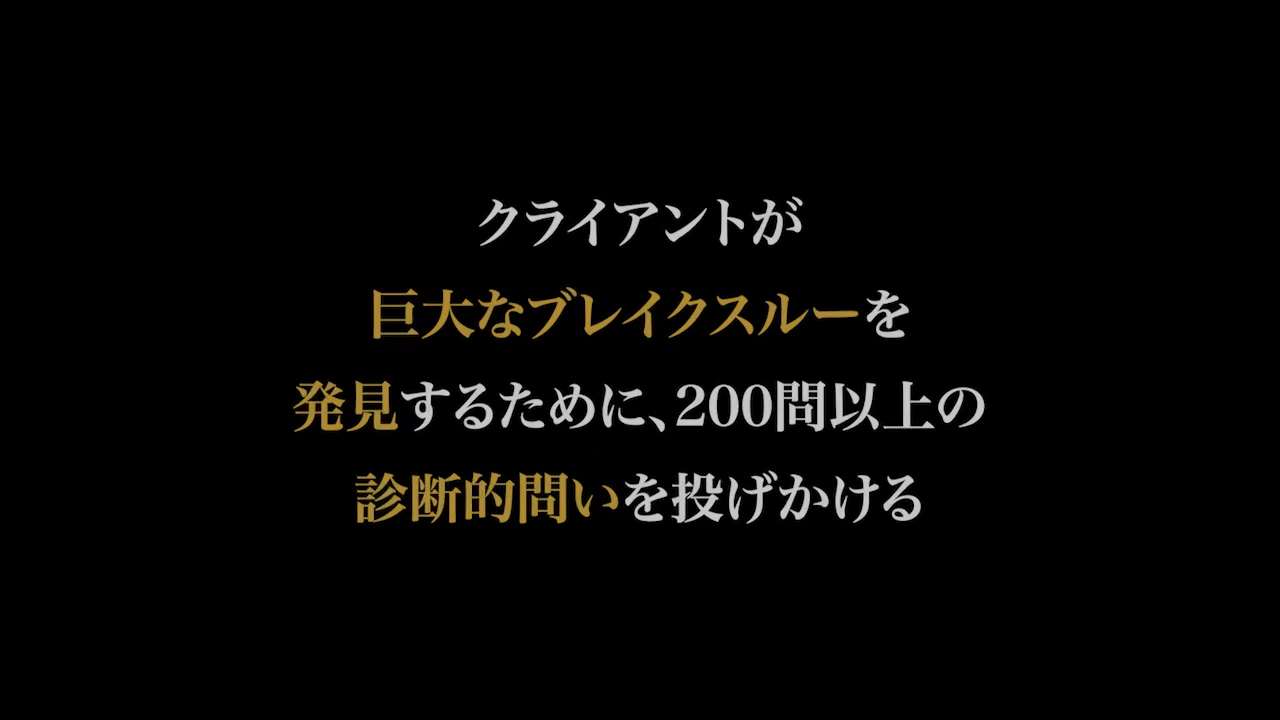 クライアントが
巨大なブレイクスルーを
発見するために、200問以上の
診断的問いを投げかける